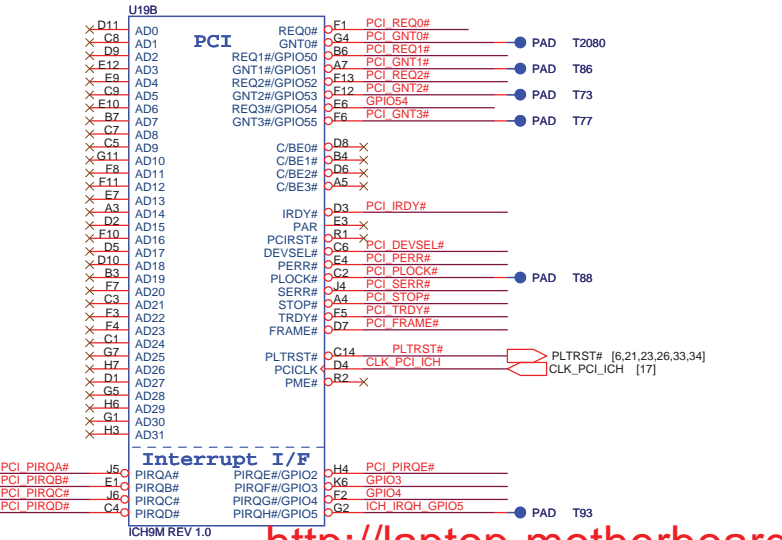 U19B
PCI
D11 AD0 REQ0# F1 PCI_REQ0#
C8 AD1 GNT0# G4 PCI_GNT0# PAD T2080
D9 AD2 REQ1#/GPIO50 B6 PCI_REQ1#
E12 AD3 GNT1#/GPIO51 A7 PCI_GNT1# PAD T86
E9 AD4 REQ2#/GPIO52 F13 PCI_REQ2#
C9 AD5 GNT2#/GPIO53 F12 PCI_GNT2# PAD T73
E10 AD6 REQ3#/GPIO54 E6 GPIO54
B7 AD7 GNT3#/GPIO55 F6 PCI_GNT3# PAD T77
C7 AD8
C5 AD9 C/BE0# D8
G11 AD10 C/BE1# B4
F8 AD11 C/BE2# D6
F11 AD12 C/BE3# A5
E7 AD13
A3 AD14 IRDY# D3 PCI_IRDY#
D2 AD15 PAR E3
F10 AD16 PCIRST# R1
D5 AD17 DEVSEL# C6 PCI_DEVSEL#
D10 AD18 PERR# E4 PCI_PERR#
B3 AD19 PLOCK# C2 PCI_PLOCK# PAD T88
F7 AD20 SERR# J4 PCI_SERR#
C3 AD21 STOP# A4 PCI_STOP#
F3 AD22 TRDY# F5 PCI_TRDY#
F4 AD23 FRAME# D7 PCI_FRAME#
C1 AD24
G7 AD25 PLTRST# C14 PLTRST# PLTRST# [6,21,23,26,33,34]
H7 AD26 PCICLK D4 CLK_PCI_ICH CLK_PCI_ICH [17]
D1 AD27 PME# R2
G5 AD28
H6 AD29
G1 AD30
H3 AD31
Interrupt I/F
PCI_PIRQA# J5 PIRQA# PIRQE#/GPIO2 H4 PCI_PIRQE#
PCI_PIRQB# E1 PIRQB# PIRQF#/GPIO3 K6 GPIO3
PCI_PIRQC# J6 PIRQC# PIRQG#/GPIO4 F2 GPIO4
PCI_PIRQD# C4 PIRQD# PIRQH#/GPIO5 G2 ICH_IRQH_GPIO5 PAD T93
ICH9M REV 1.0